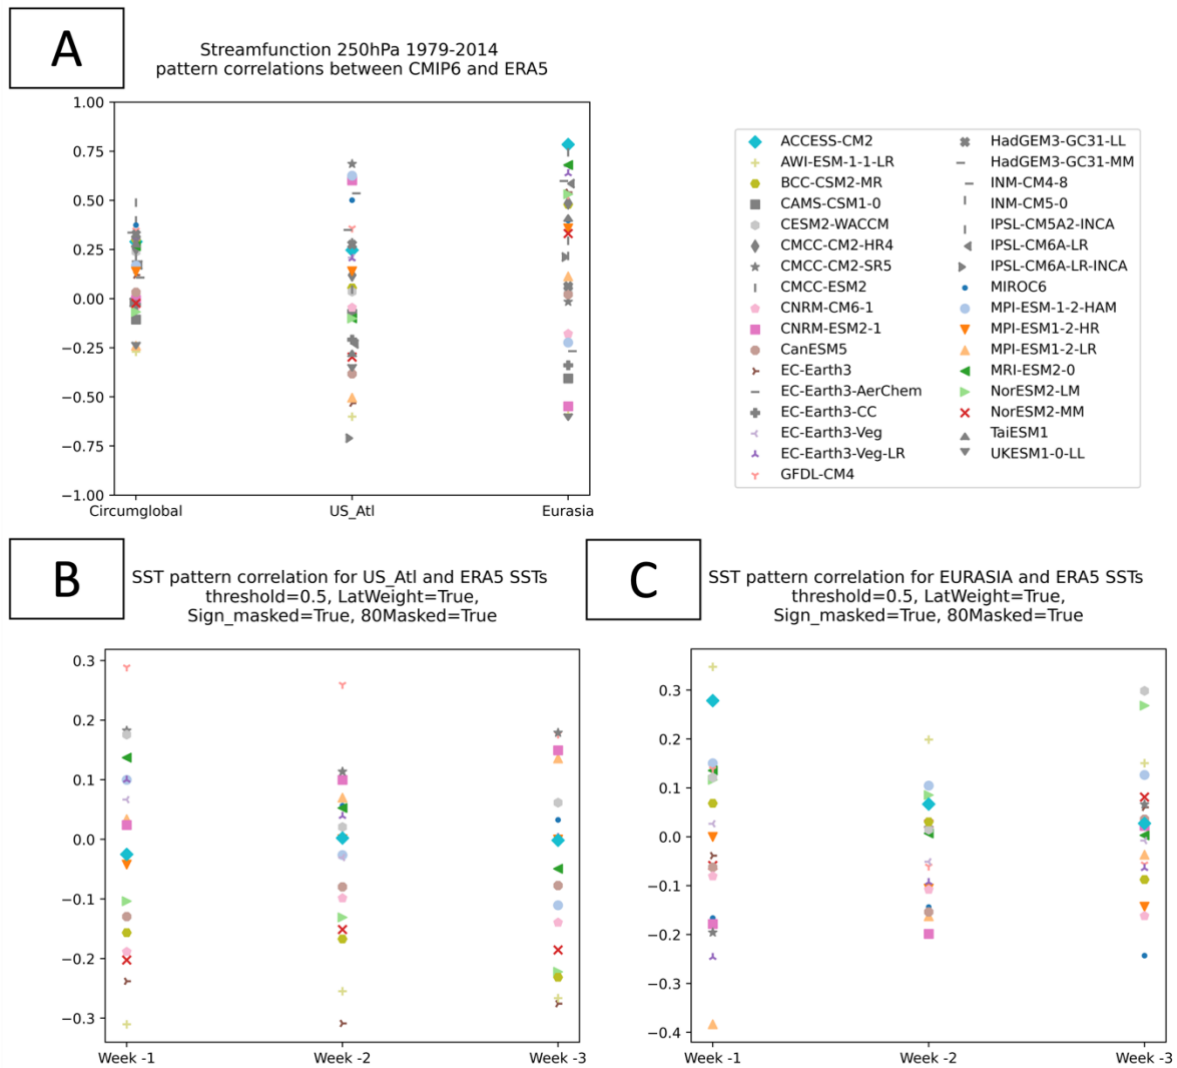 A
Streamfunction 250hPa 1979-2014
pattern correlations between CMIP6 and ERA5
1.00
0.75
0.50
0.25
0.00
−0.25
−0.50
−0.75
−1.00
Circumglobal
US_Atl
Eurasia
ACCESS-CM2
AWI-ESM-1-1-LR
BCC-CSM2-MR
CAMS-CSM1-0
CESM2-WACCM
CMCC-CM2-HR4
CMCC-CM2-SR5
CMCC-ESM2
CNRM-CM6-1
CNRM-ESM2-1
CanESM5
EC-Earth3
EC-Earth3-AerChem
EC-Earth3-CC
EC-Earth3-Veg
EC-Earth3-Veg-LR
GFDL-CM4
HadGEM3-GC31-LL
HadGEM3-GC31-MM
INM-CM4-8
INM-CM5-0
IPSL-CM5A2-INCA
IPSL-CM6A-LR
IPSL-CM6A-LR-INCA
MIROC6
MPI-ESM-1-2-HAM
MPI-ESM1-2-HR
MPI-ESM1-2-LR
MRI-ESM2-0
NorESM2-LM
NorESM2-MM
TaiESM1
UKESM1-0-LL
B
SST pattern correlation for US_Atl and ERA5 SSTs
threshold=0.5, LatWeight=True,
Sign_masked=True, 80Masked=True
0.3
0.2
0.1
0.0
−0.1
−0.2
−0.3
Week -1
Week -2
Week -3
C
SST pattern correlation for EURASIA and ERA5 SSTs
threshold=0.5, LatWeight=True,
Sign_masked=True, 80Masked=True
0.3
0.2
0.1
0.0
−0.1
−0.2
−0.3
−0.4
Week -1
Week -2
Week -3